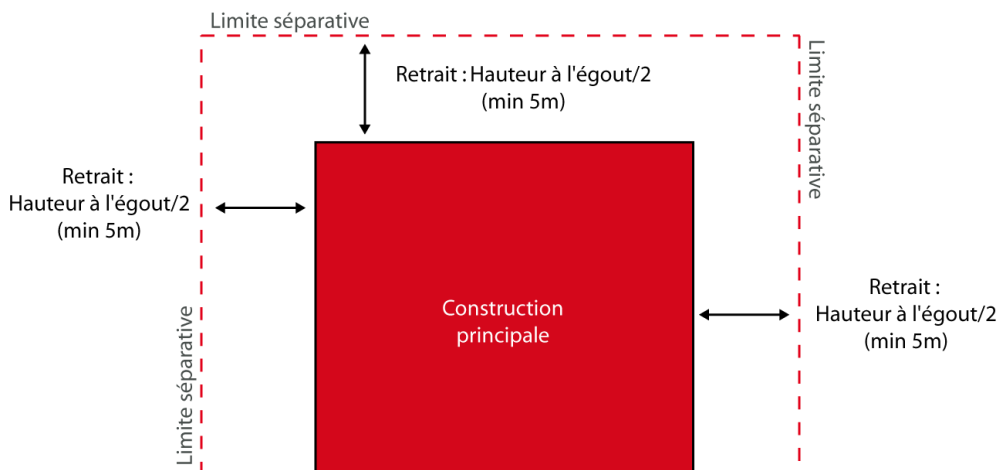 Limite séparative
Retrait : Hauteur à l'égout/2
(min 5m)
Limite séparative
Retrait :
Hauteur à l'égout/2
(min 5m)
Construction
principale
Retrait :
Hauteur à l'égout/2
(min 5m)
Limite séparative